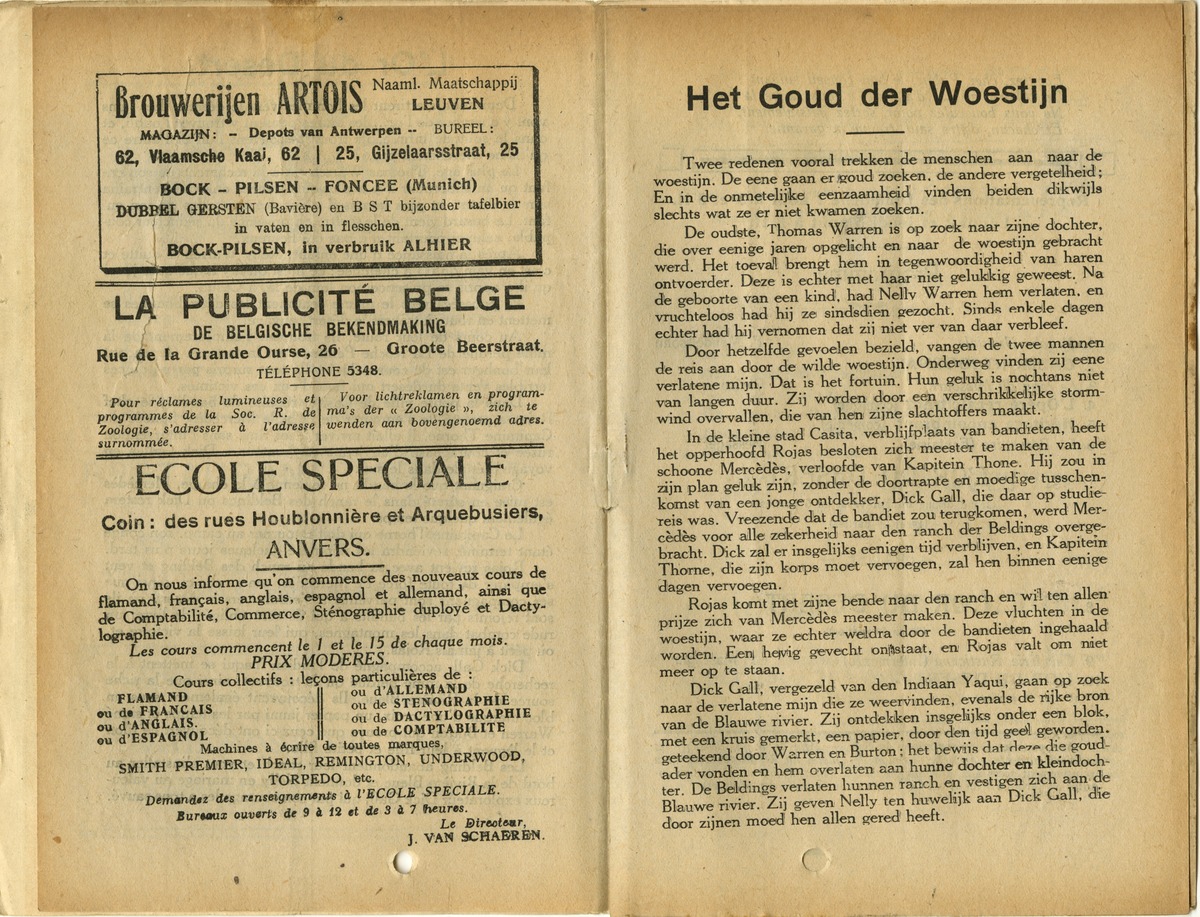 Brouwerijen ARTOIS Naaml. Maatschappij
LEUVEN
MAGAZIJN: – Depots van Antwerpen -- BUREEL:
62, Vlaamsche Kaai, 62 | 25, Gijzelaarsstraat, 25
BOCK – PILSEN -- FONCEE (Munich)
DUBBEL GERSTEN (Bavière) en B S T bijzonder tafelbier
in vaten en in flesschen.
BOCK-PILSEN, in verbruik ALHIER
LA PUBLICITÉ BELGE
DE BELGISCHE BEKENDMAKING
Rue de la Grande Ourse, 26 — Groote Beerstraat.
TÉLÉPHONE 5348.
Pour réclames lumineuses et
programmes de la Soc. R. de
Zoologie, s'adresser à l'adresse
surnommée.
Voor lichtreklamen en program-
ma's der « Zoologie », zich te
wenden aan bovengenoemd adres.
ECOLE SPECIALE
Coin : des rues Houblonnière et Arquebusiers,
ANVERS.
On nous informe qu'on commence des nouveaux cours de
flamand, français, anglais, espagnol et allemand, ainsi que
de Comptabilité, Commerce, Sténographie duployé et Dacty-
lographie.
Les cours commencent le 1 et le 15 de chaque mois.
PRIX MODERES.
Cours collectifs : leçons particulières de :
FLAMAND
ou de FRANCAIS
ou d'ANGLAIS.
ou d'ESPAGNOL
ou d'ALLEMAND
ou de STENOGRAPHIE
ou de DACTYLOGRAPHIE
ou de COMPTABILITE
Machines à écrire de toutes marques,
SMITH PREMIER, IDEAL, REMINGTON, UNDERWOOD,
TORPEDO, etc.
Demandez des renseignements à l'ECOLE SPECIALE.
Bureaux ouverts de 9 à 12 et de 3 à 7 heures.
Le Directeur,
J. VAN SCHAEREN.
Het Goud der Woestijn
Twee redenen vooral trekken de menschen aan naar de
woestijn. De eene gaan er goud zoeken, de andere vergetelheid;
En in de onmetelijke eenzaamheid vinden beiden dikwijls
slechts wat ze er niet kwamen zoeken.
De oudste, Thomas Warren is op zoek naar zijne dochter,
die over eenige jaren opgelicht en naar de woestijn gebracht
werd. Het toeval brengt hem in tegenwoordigheid van haren
ontvoerder. Deze is echter met haar niet gelukkig geweest. Na
de geboorte van een kind, had Nelly Warren hem verlaten, en
vruchteloos had hij ze sindsdien gezocht. Sinds enkele dagen
echter had hij vernomen dat zij niet ver van daar verbleef.
Door hetzelfde gevoelen bezield, vangen de twee mannen
de reis aan door de wilde woestijn. Onderweg vinden zij eene
verlatene mijn. Dat is het fortuin. Hun geluk is nochtans niet
van langen duur. Zij worden door een verschrikkelijke storm-
wind overvallen, die van hen zijne slachtoffers maakt.
In de kleine stad Casita, verblijfplaats van bandieten, heeft
het opperhoofd Rojas besloten zich meester te maken van de
schoone Mercèdès, verloofde van Kapitein Thone. Hij zou in
zijn plan geluk zijn, zonder de doortrapte en moedige tusschen-
komst van een jonge ontdekker, Dick Gall, die daar op studie-
reis was. Vreezende dat de bandiet zou terugkomen, werd Mer-
cèdès voor alle zekerheid naar den ranch der Beldings overge-
bracht. Dick zal er insgelijks eenigen tijd verblijven, en Kapitein
Thorne, die zijn korps moet vervoegen, zal hen binnen eenige
dagen vervoegen.
Rojas komt met zijne bende naar den ranch en wil ten allen
prijze zich van Mercèdès meester maken. Deze vluchten in de
woestijn, waar ze echter weldra door de bandieten ingehaald
worden. Een hevig gevecht ontstaat, en Rojas valt om niet
meer op te staan.
Dick Gall, vergezeld van den Indiaan Yaqui, gaan op zoek
naar de verlatene mijn die ze weervinden, evenals de rijke bron
van de Blauwe rivier. Zij ontdekken insgelijks onder een blok,
met een kruis gemerkt, een papier, door den tijd geel geworden,
geteekend door Warren en Burton; het bewijs dat deze die goud-
ader vonden en hem overlaten aan hunne dochter en kleindoch-
ter. De Beldings verlaten hunnen ranch en vestigen zich aan de
Blauwe rivier. Zij geven Nelly ten huwelijk aan Dick Gall, die
door zijnen moed hen allen gered heeft.